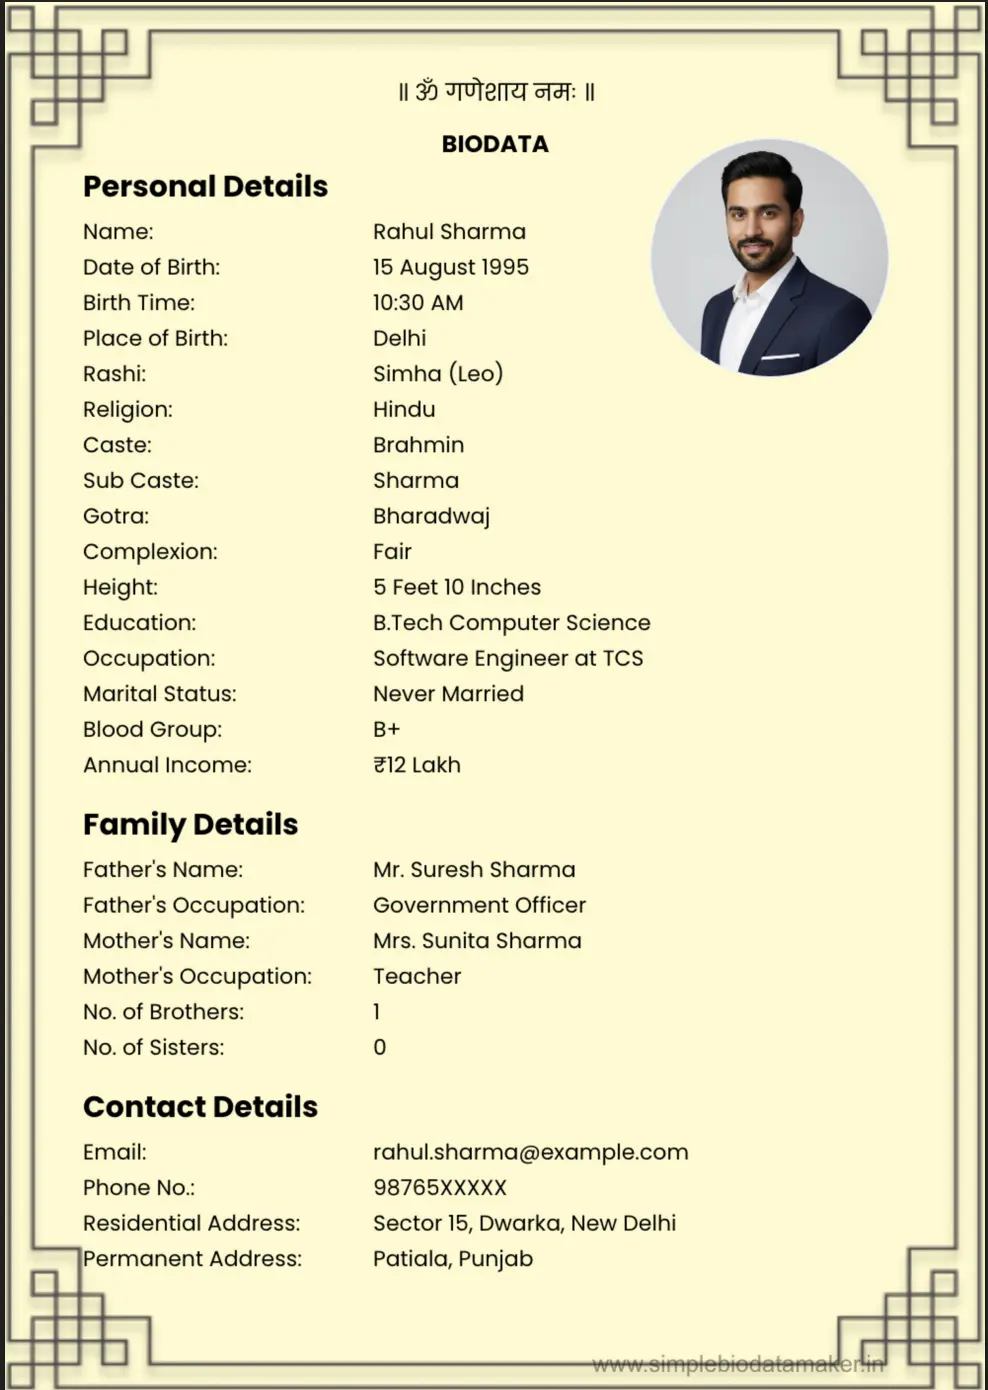 ॥ ॐ गणेशाय नमः ॥
BIODATA
Personal Details
Name: Rahul Sharma
Date of Birth: 15 August 1995
Birth Time: 10:30 AM
Place of Birth: Delhi
Rashi: Simha (Leo)
Religion: Hindu
Caste: Brahmin
Sub Caste: Sharma
Gotra: Bharadwaj
Complexion: Fair
Height: 5 Feet 10 Inches
Education: B.Tech Computer Science
Occupation: Software Engineer at TCS
Marital Status: Never Married
Blood Group: B+
Annual Income: ₹12 Lakh
Family Details
Father's Name: Mr. Suresh Sharma
Father's Occupation: Government Officer
Mother's Name: Mrs. Sunita Sharma
Mother's Occupation: Teacher
No. of Brothers: 1
No. of Sisters: 0
Contact Details
Email: rahul.sharma@example.com
Phone No.: 98765XXXXX
Residential Address: Sector 15, Dwarka, New Delhi
Permanent Address: Patiala, Punjab
www.simplebiodatamaker.in